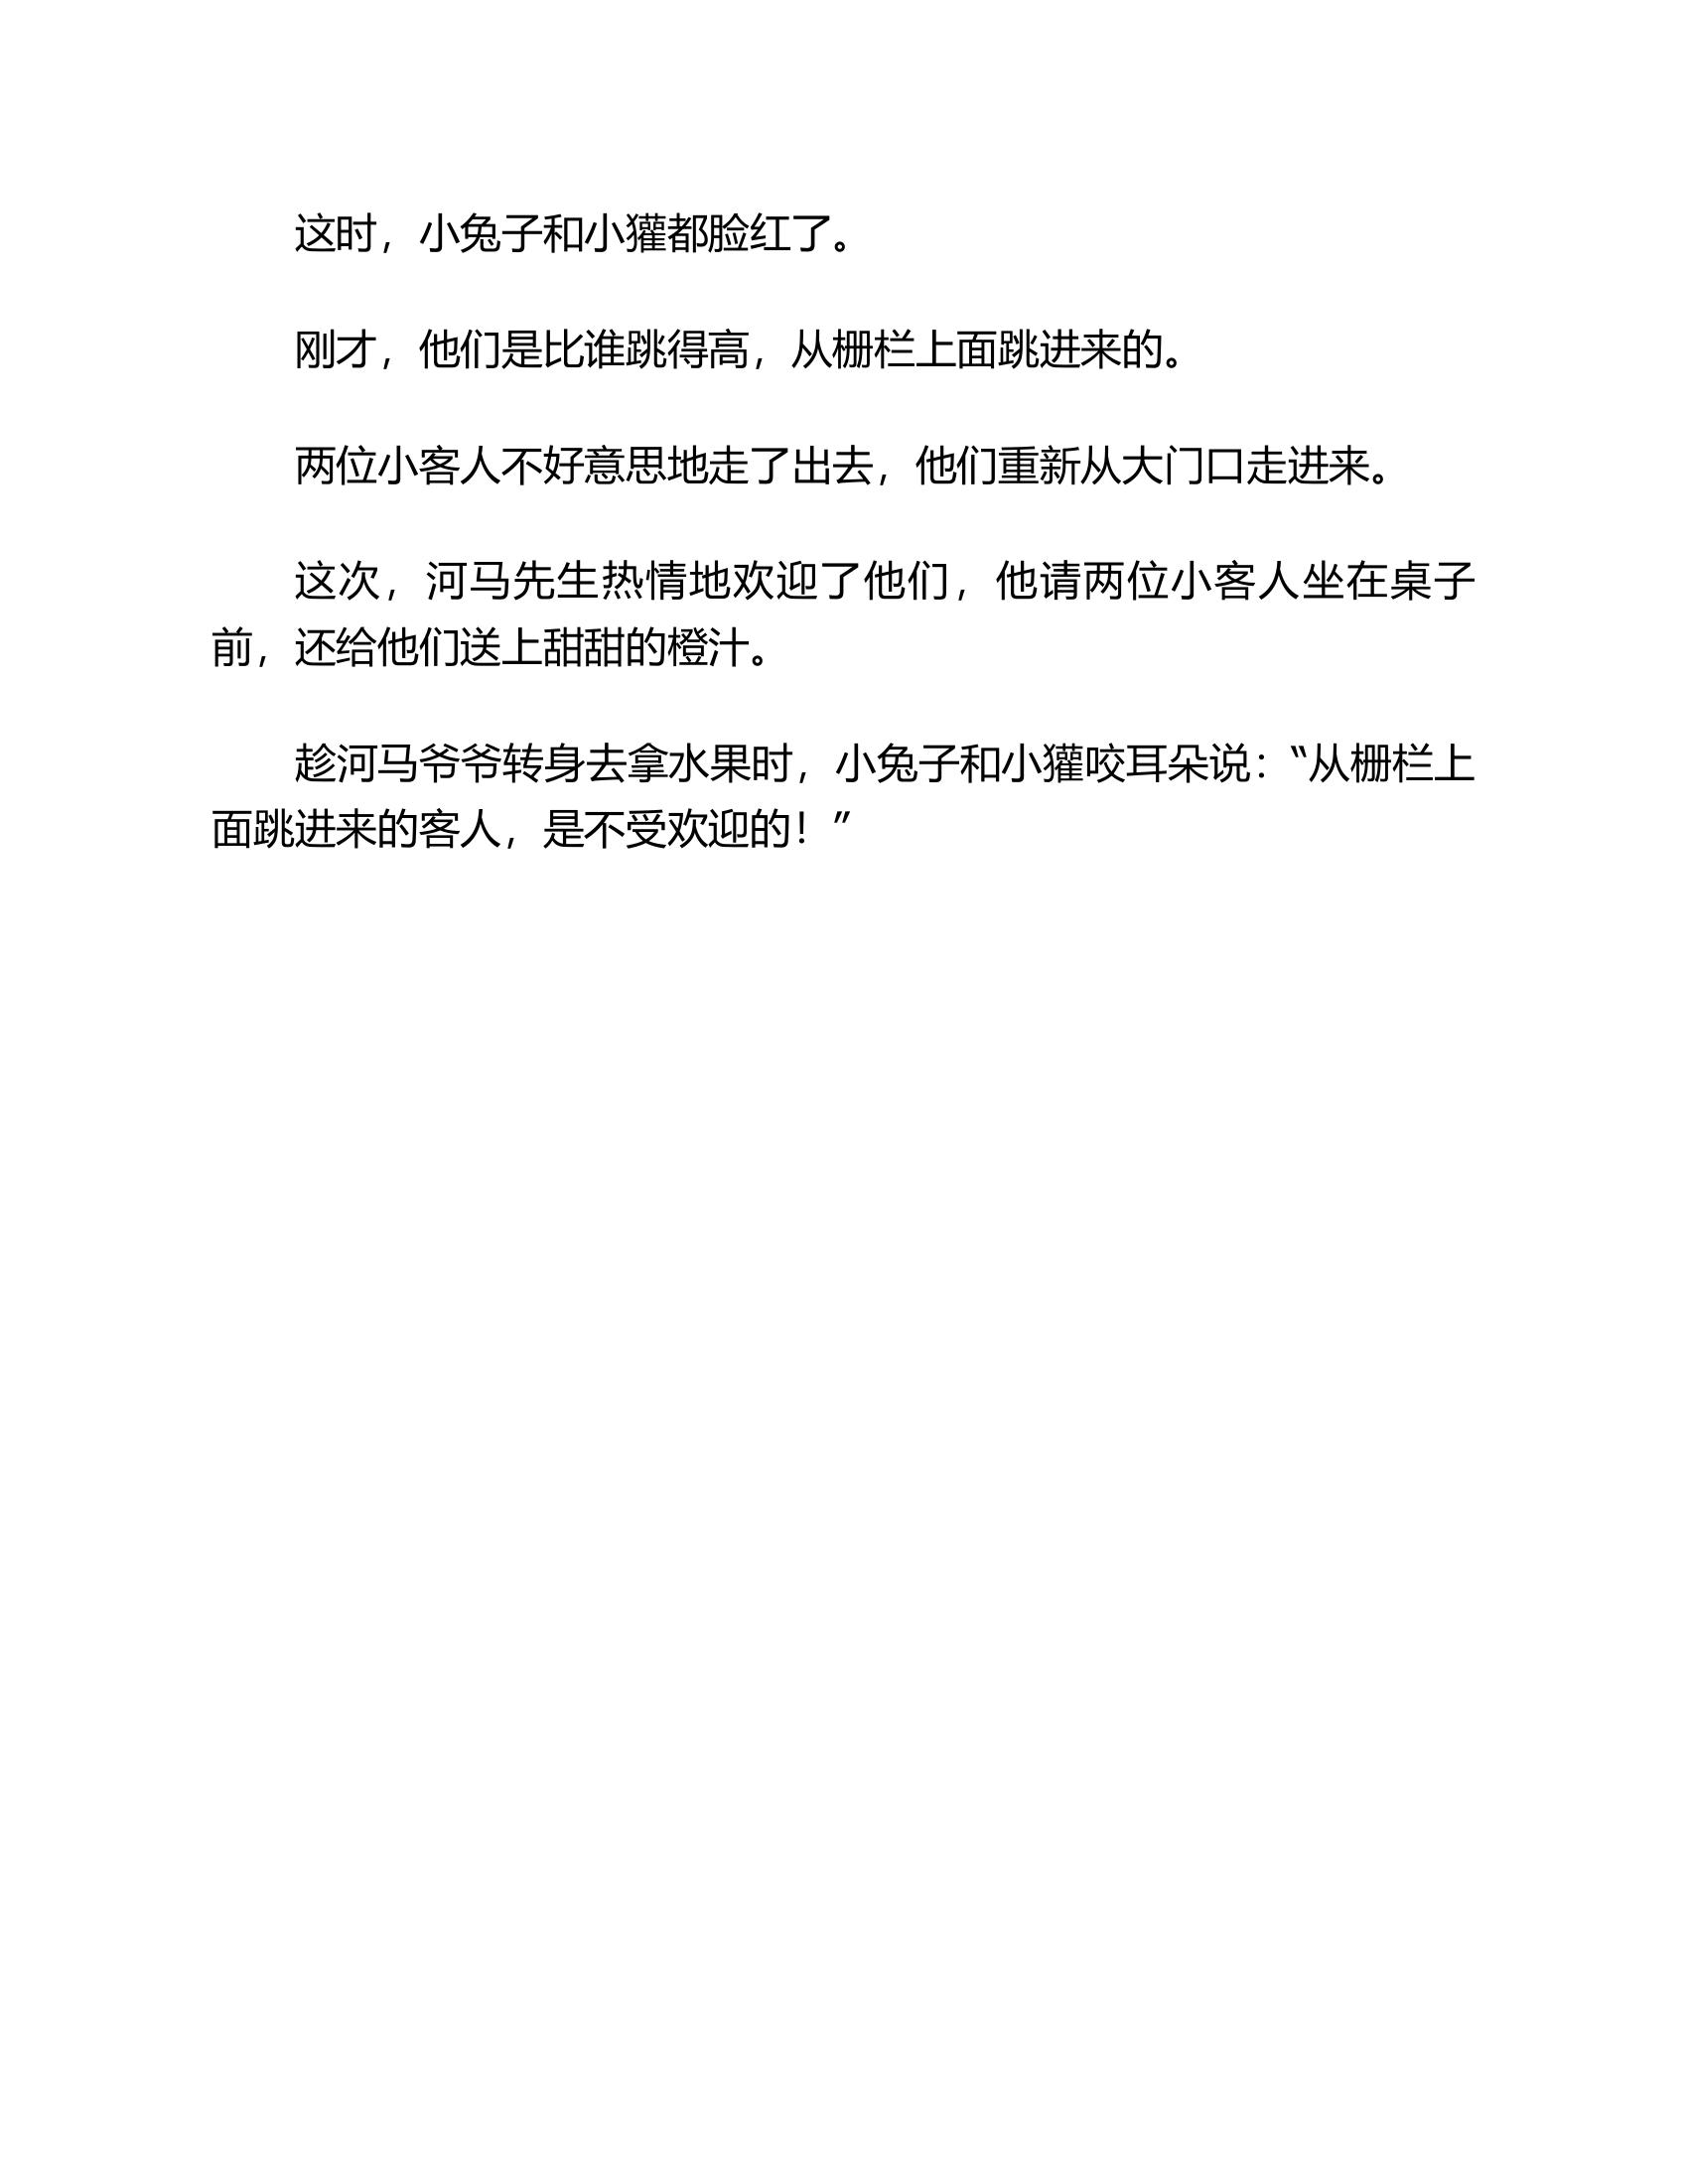 这时，小兔子和小獾都脸红了。
刚才，他们是比谁跳得高，从栅栏上面跳进来的。
两位小客人不好意思地走了出去，他们重新从大门口走进来。
这次，河马先生热情地欢迎了他们，他请两位小客人坐在桌子
前，还给他们送上甜甜的橙汁。
趁河马爷爷转身去拿水果时，小兔子和小獾咬耳朵说：“从栅栏上
面跳进来的客人，是不受欢迎的！”